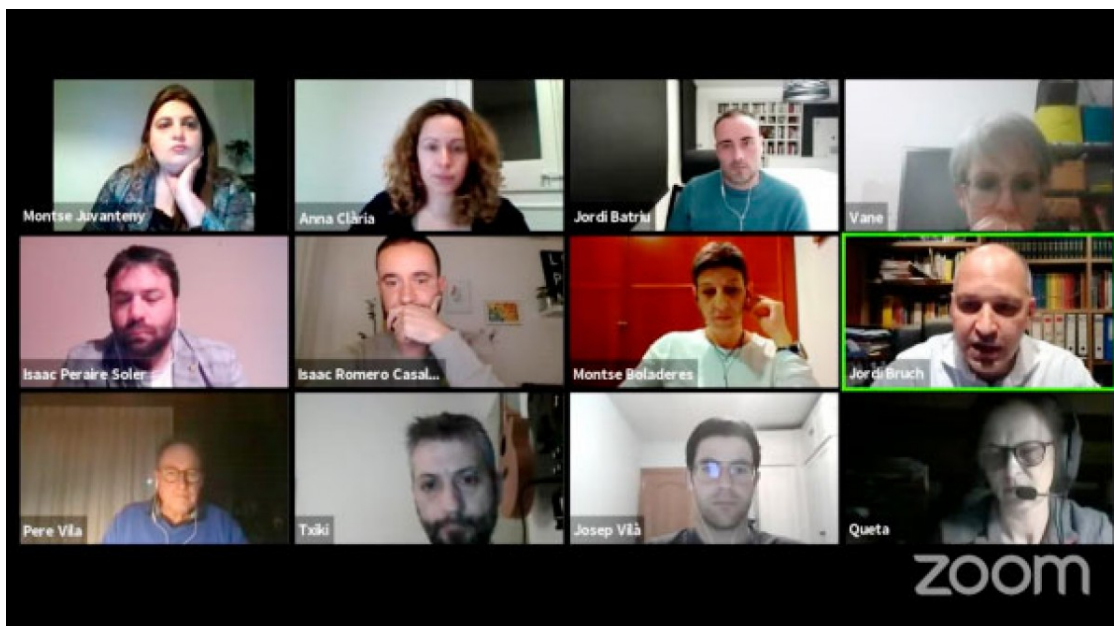 Montse Juvanteny
Anna Clària
Jordi Batriu
Vane
Isaac Peraire Soler
Isaac Romero Casal...
Montse Boladeres
Jordi Bruch
Pere Vila
Txiki
Josep Vilà
Queta
zoom